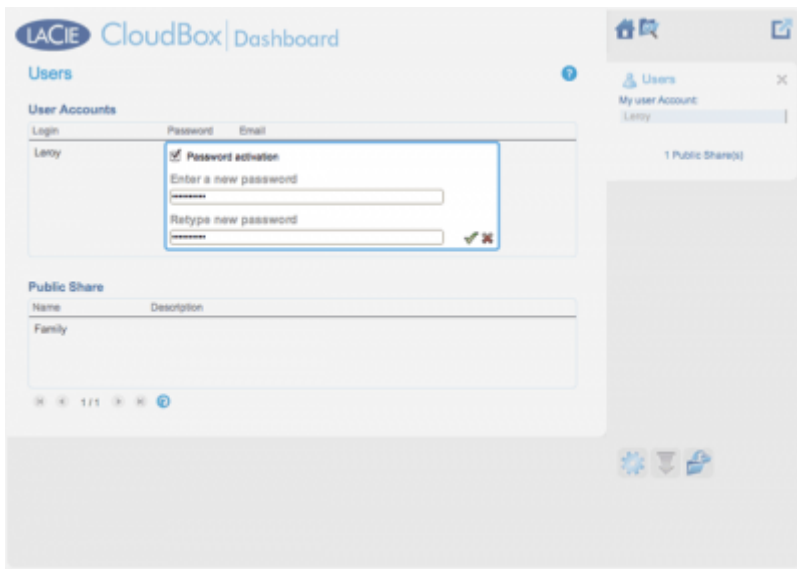 LACIE CloudBox Dashboard
Users
User Accounts
Login Password Email
Leroy
Password activation
Enter a new password
Retype new password
Public Share
Name Description
Family
1/1
Users
My user Account:
Leroy
1 Public Share(s)